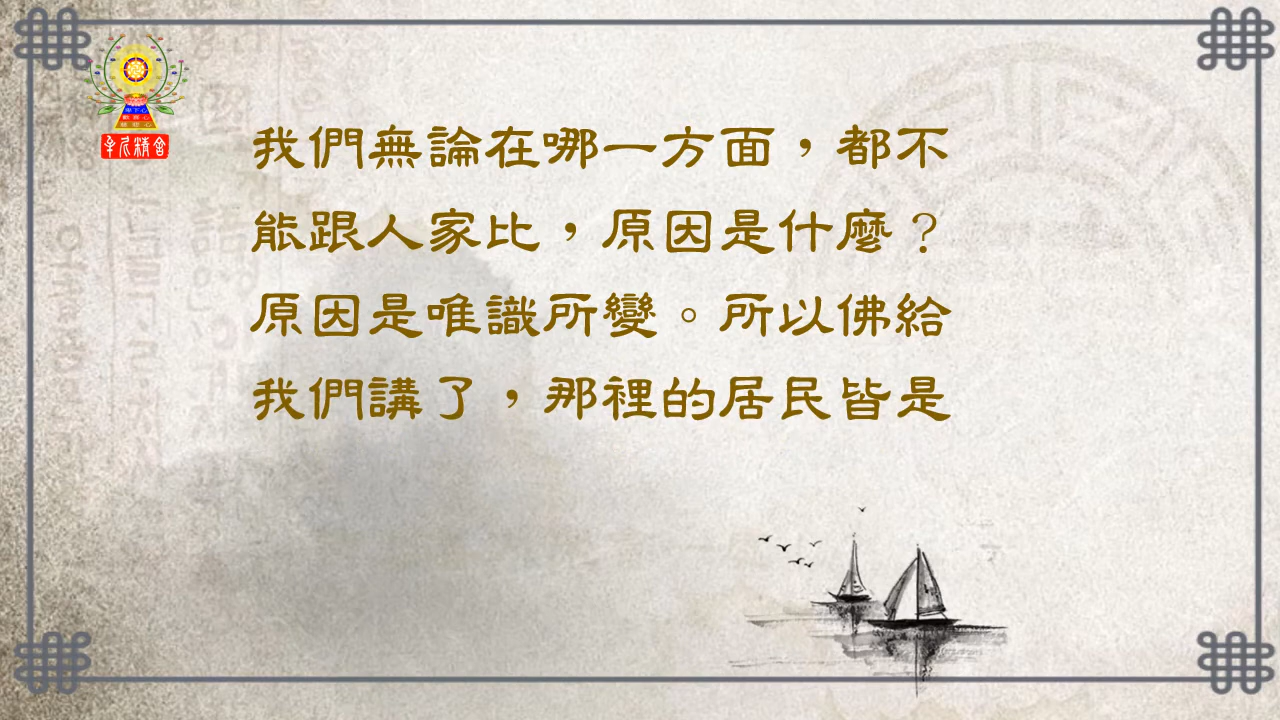 我們無論在哪一方面，都不
能跟人家比，原因是什麼？
原因是唯識所變。所以佛給
我們講了，那裡的居民皆是